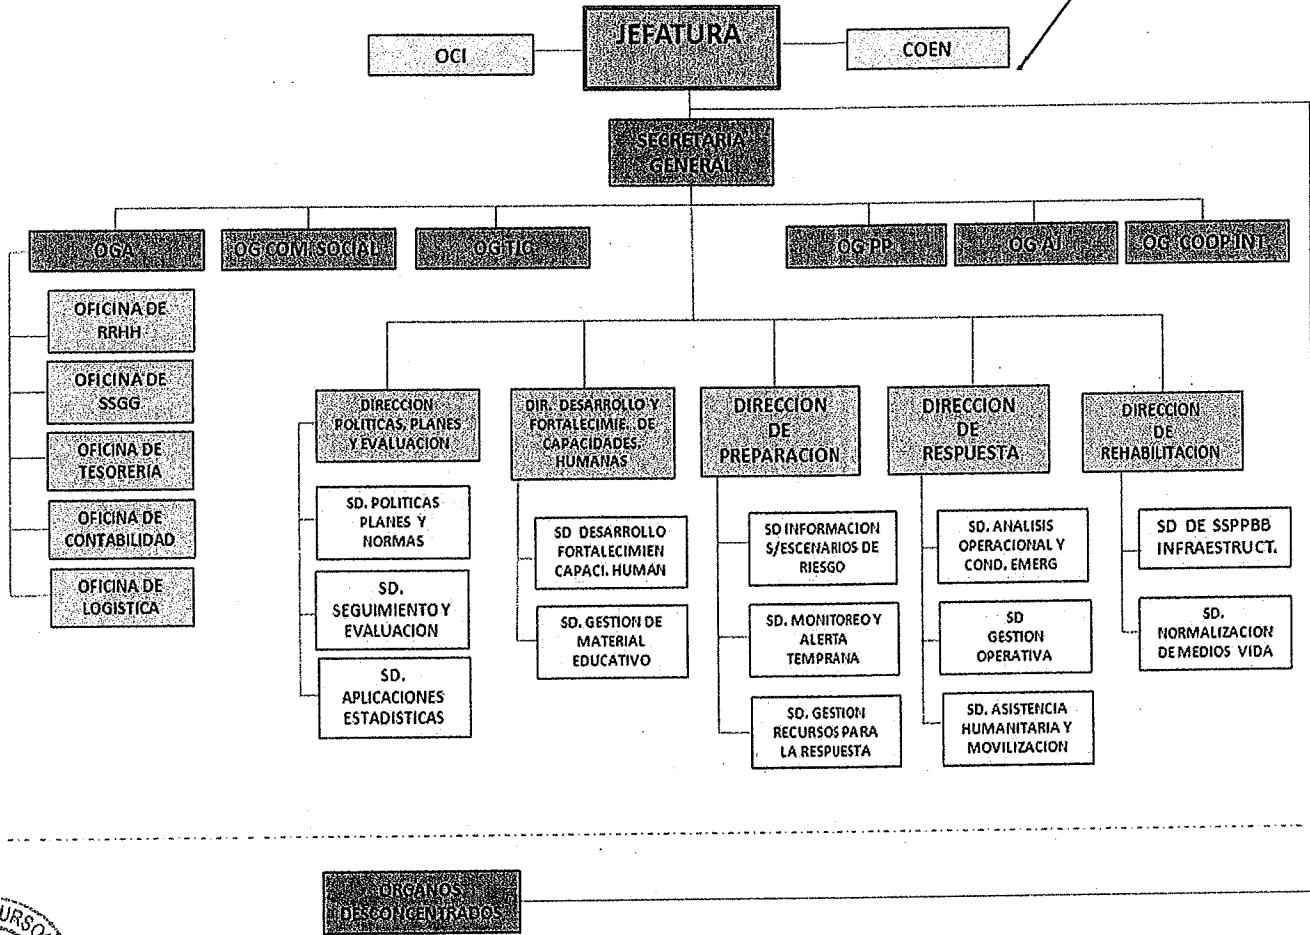 JEFATURA
OCI
COEN
SECRETARIA
GENERAL
OGA
OG COM SOCIAL
OG TIC
OG PP
OG AJ
OG COOP INT
OFICINA DE
RRHH
OFICINA DE
SSGG
OFICINA DE
TESORERIA
OFICINA DE
CONTABILIDAD
OFICINA DE
LOGISTICA
DIRECCION
POLITICAS, PLANES
Y EVALUACION
SD. POLITICAS
PLANES Y
NORMAS
SD.
SEGUIMIENTO Y
EVALUACION
SD.
APLICACIONES
ESTADISTICAS
DIR. DESARROLLO Y
FORTALECIMIE. DE
CAPACIDADES.
HUMANAS
SD DESARROLLO
FORTALECIMIEN
CAPACI. HUMAN
SD. GESTION DE
MATERIAL
EDUCATIVO
DIRECCION
DE
PREPARACION
SD INFORMACION
S/ESCENARIOS DE
RIESGO
SD. MONITOREO Y
ALERTA
TEMPRANA
SD. GESTION
RECURSOS PARA
LA RESPUESTA
DIRECCION
DE
RESPUESTA
SD. ANALISIS
OPERACIONAL Y
COND. EMERG
SD
GESTION
OPERATIVA
SD. ASISTENCIA
HUMANITARIA Y
MOVILIZACION
DIRECCION
DE
REHABILITACION
SD DE SSPPBB
INFRAESTRUCT.
SD.
NORMALIZACION
DE MEDIOS VIDA
ORGANOS
DESCONCENTRADOS